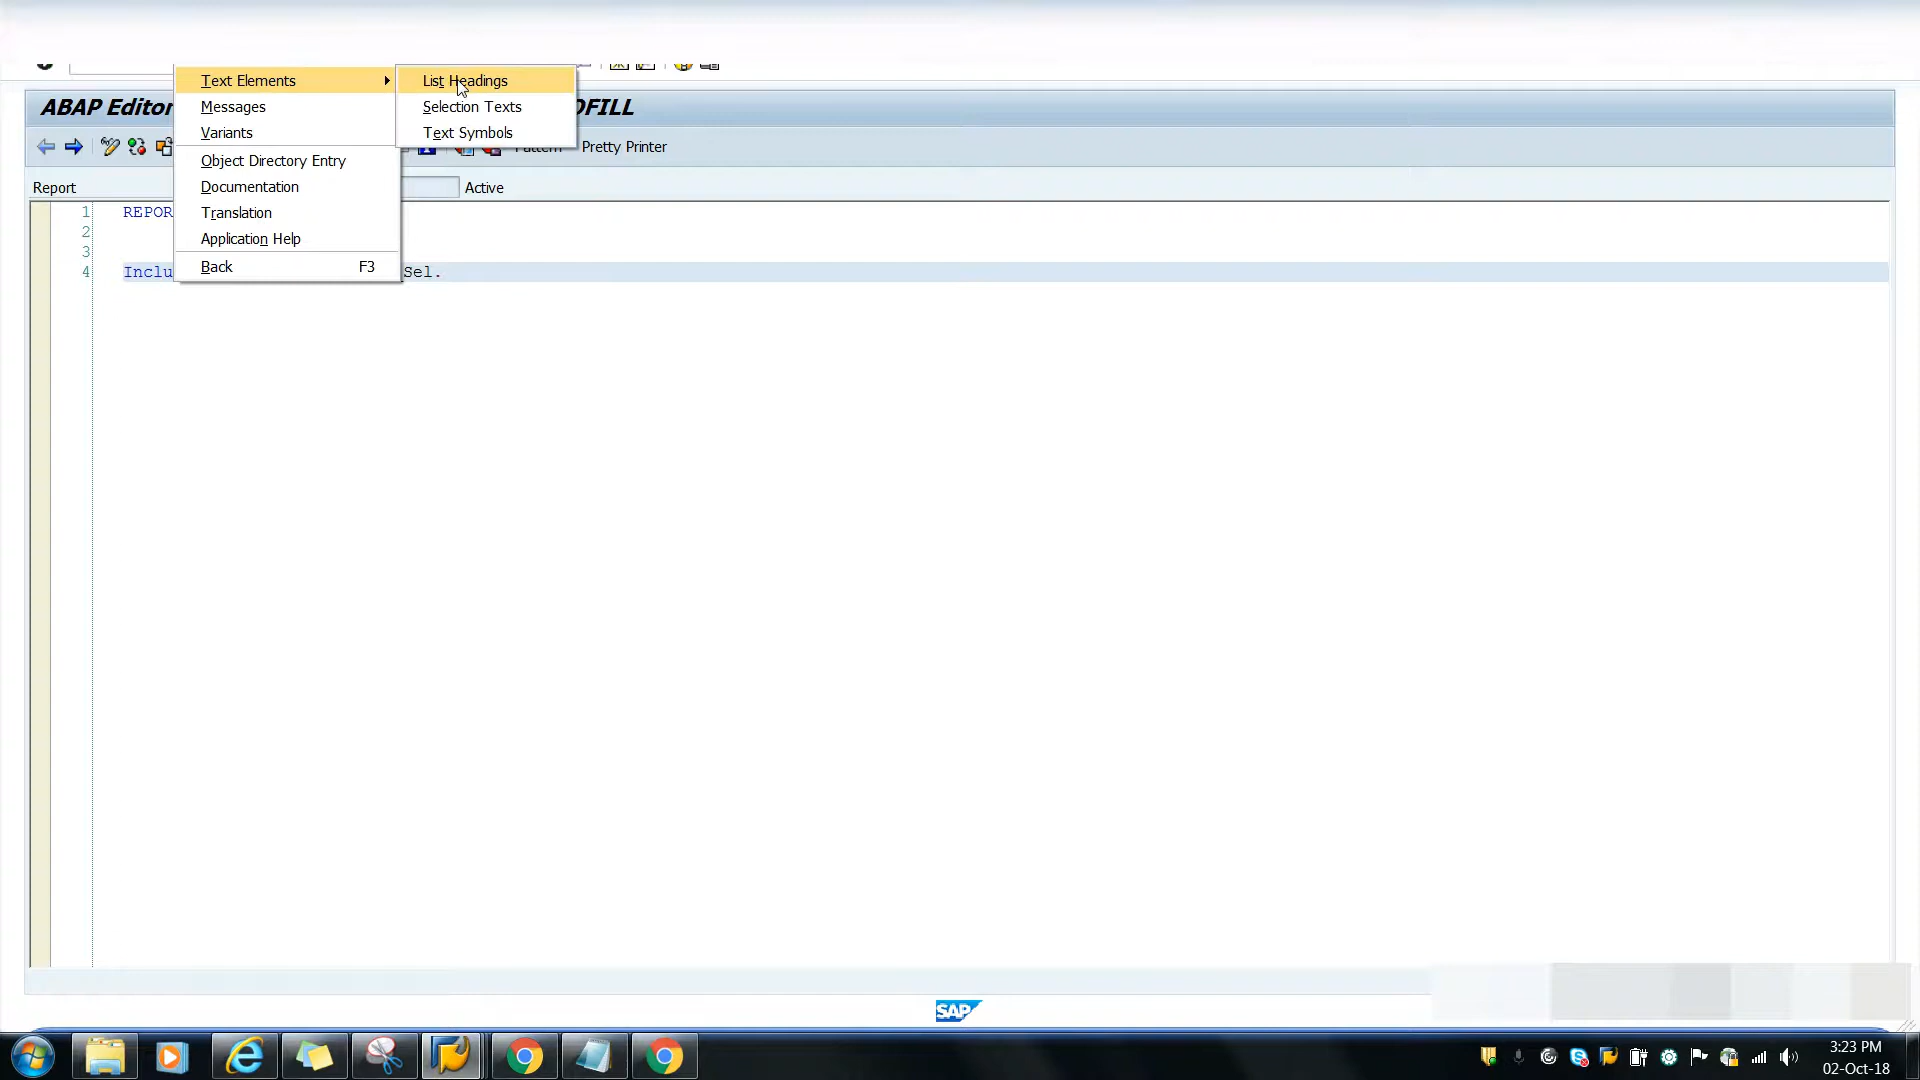 Text Elements
List Headings
Selection Texts
Text Symbols
Messages
Variants
Object Directory Entry
Documentation
Translation
Application Help
Back F3
ABAP Editor
Pretty Printer
Report
Active
1
REPOR
2
3
4
Inclu
Sel.
SAP
3:23 PM
02-Oct-18